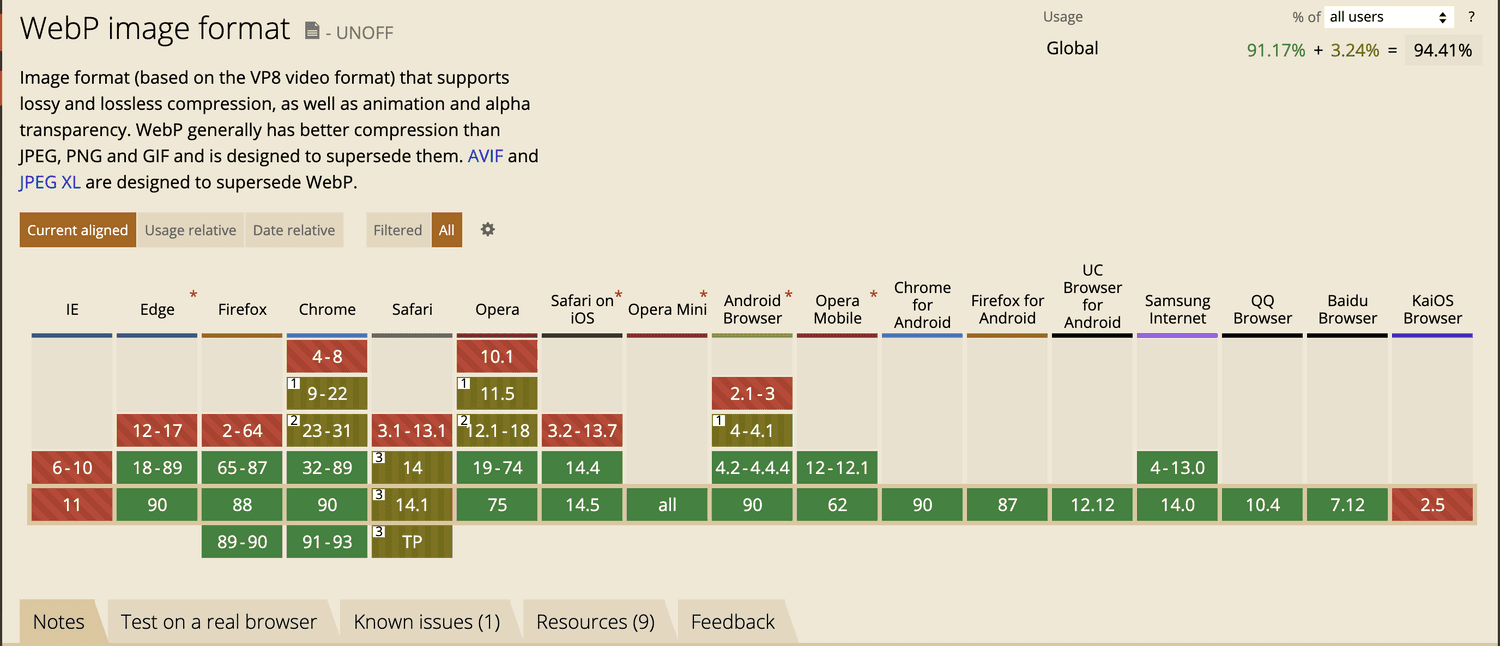 WebP image format - UNOFF
Usage % of all users ?
Global 91.17% + 3.24% = 94.41%
Image format (based on the VP8 video format) that supports
lossy and lossless compression, as well as animation and alpha
transparency. WebP generally has better compression than
JPEG, PNG and GIF and is designed to supersede them. AVIF and
JPEG XL are designed to supersede WebP.
Current aligned Usage relative Date relative Filtered All
IE Edge * Firefox Chrome Safari Opera Safari on iOS * Opera Mini * Android Browser * Opera Mobile * Chrome for Android Firefox for Android UC Browser for Android Samsung Internet QQ Browser Baidu Browser KaiOS Browser
4-8 10.1
1 9-22 1 11.5 2.1-3
12-17 2-64 2 23-31 3.1-13.1 2 12.1-18 3.2-13.7 1 4-4.1
6-10 18-89 65-87 32-89 3 14 19-74 14.4 4.2-4.4.4 12-12.1 4-13.0
11 90 88 90 3 14.1 75 14.5 all 90 62 90 87 12.12 14.0 10.4 7.12 2.5
89-90 91-93 3 TP
Notes Test on a real browser Known issues (1) Resources (9) Feedback